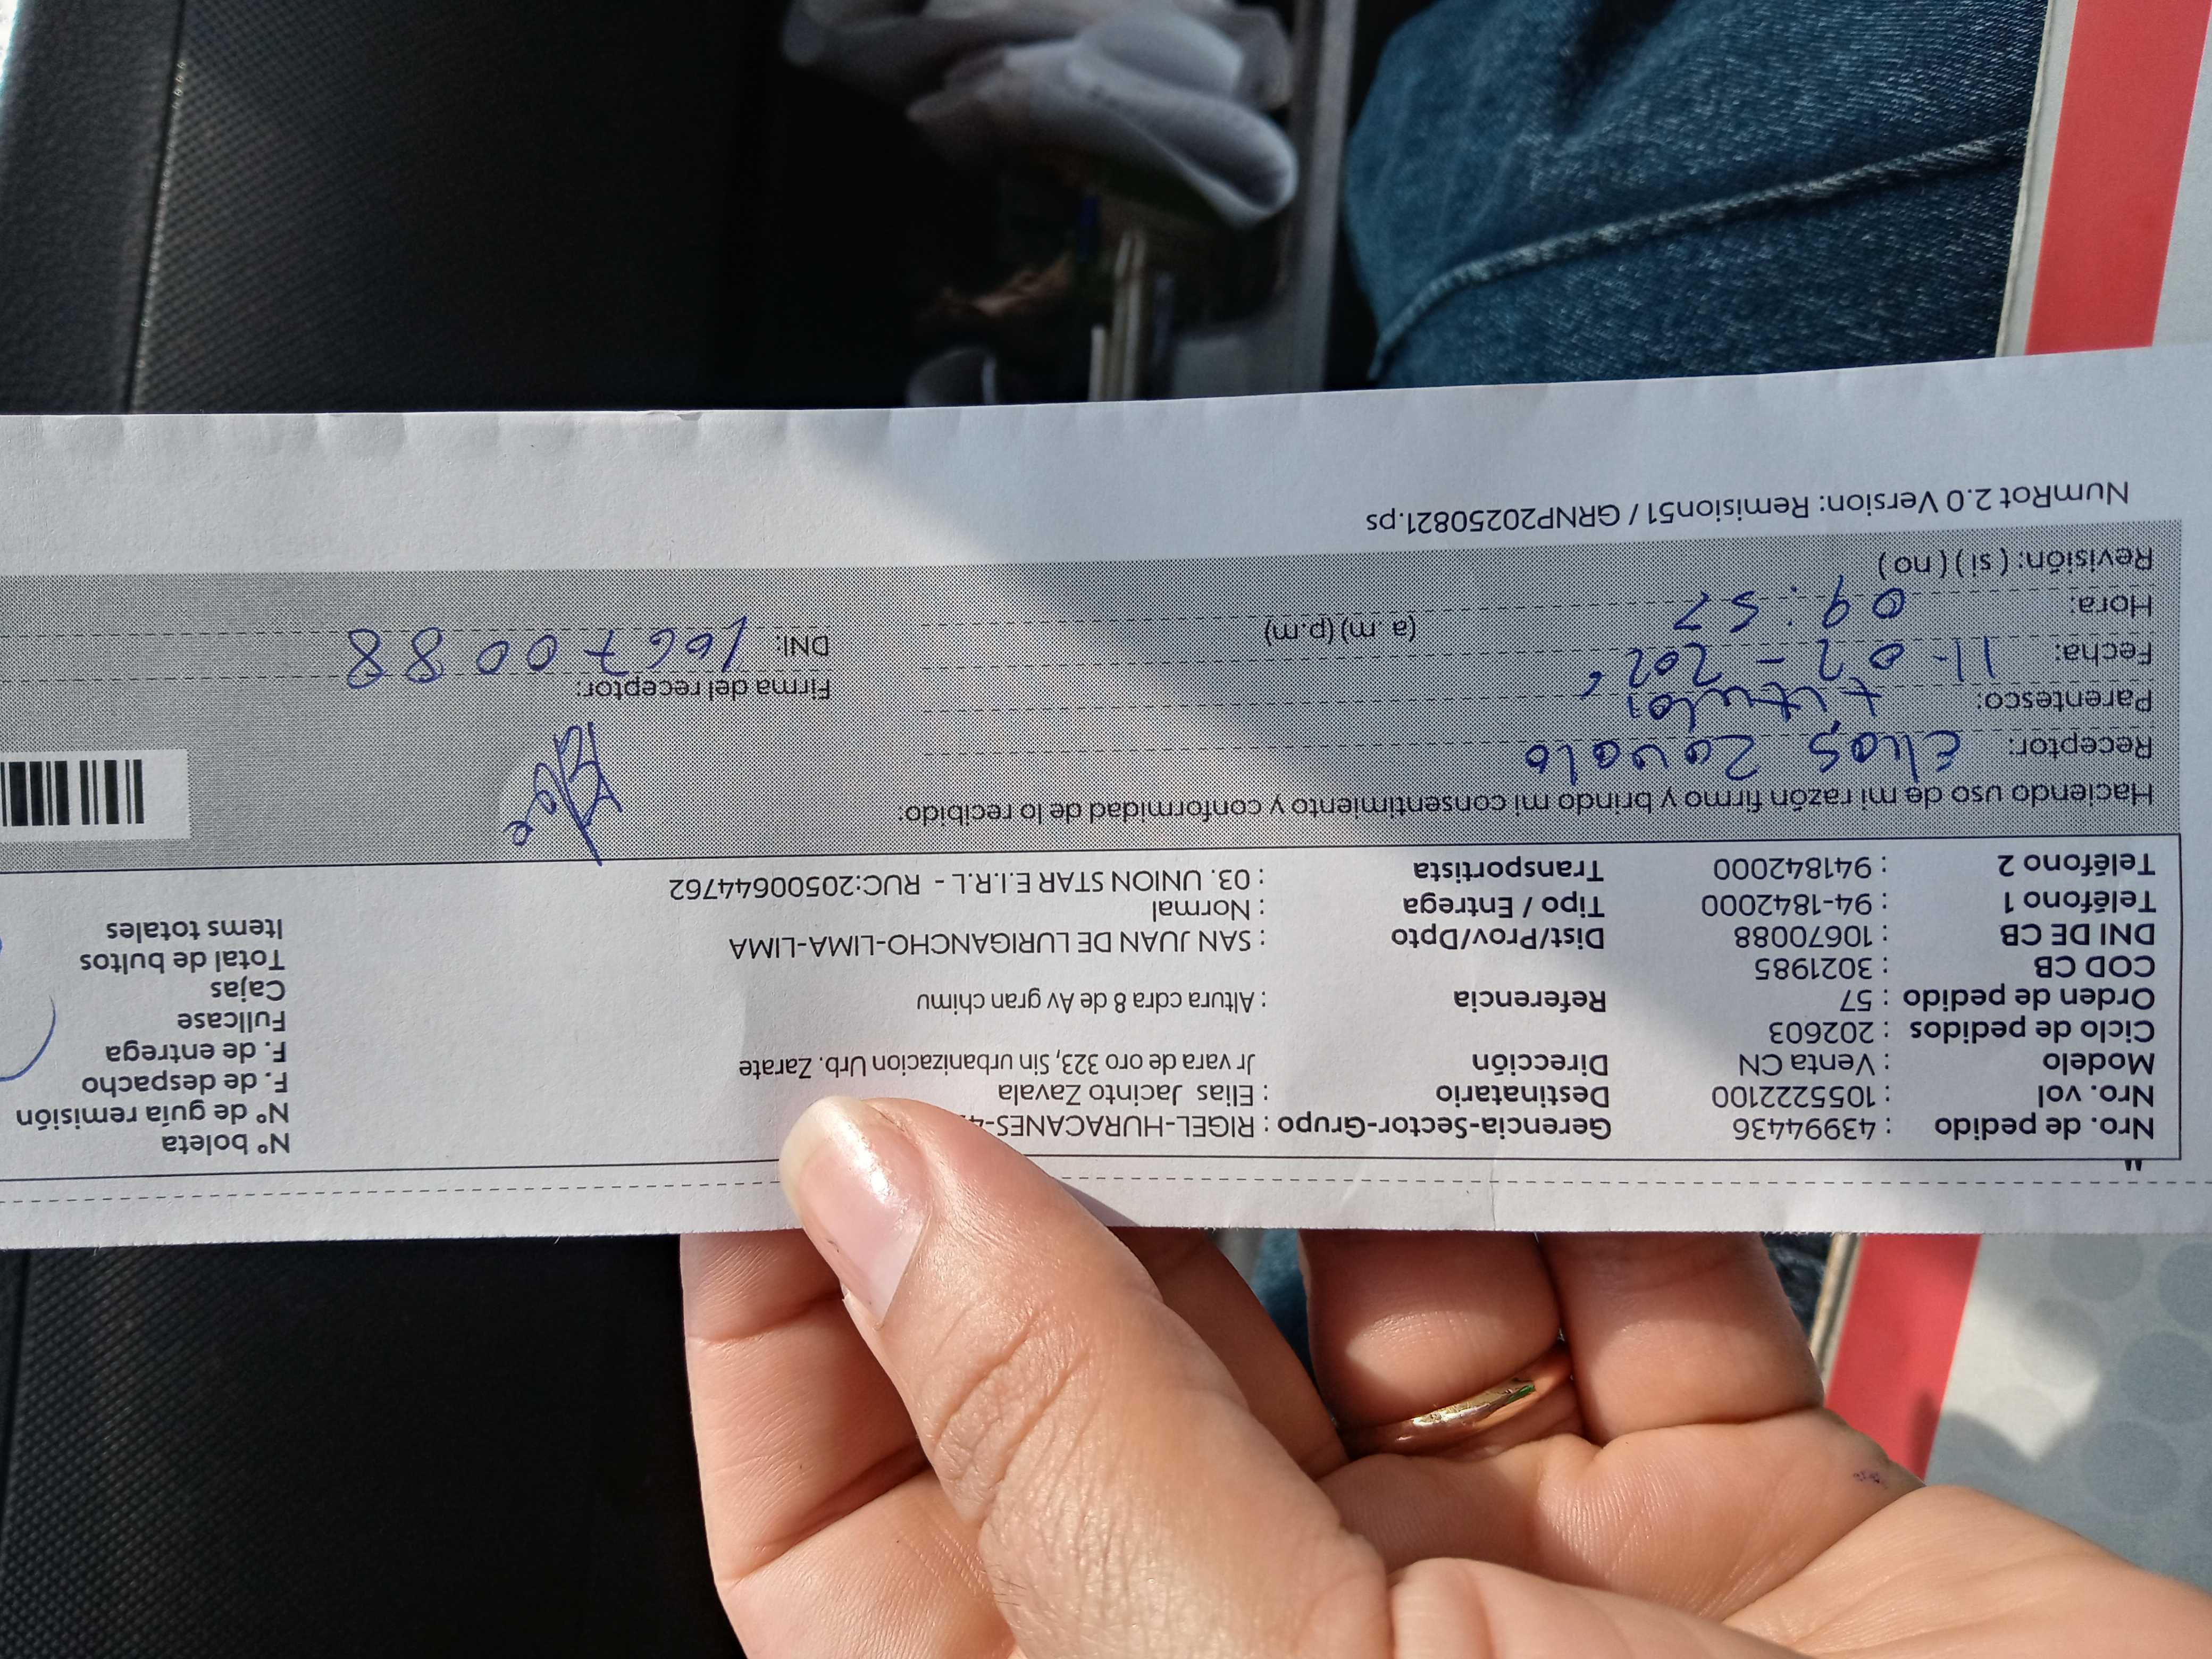 Nro. de pedido : 43994436 Gerencia-Sector-Grupo : RIGEL-HURACANES-4 N° boleta
Nro. vol : 1055222100 Destinatario : Elias Jacinto Zavala N° de guía remisión
Modelo : Venta CN Dirección Jr vara de oro 323, Sin urbanizacion Urb. Zarate F. de despacho
Ciclo de pedidos : 202603 F. de entrega
Orden de pedido : 57 Referencia : Altura cdra 8 de Av gran chimu Fullcase
COD CB : 3021985 Cajas
DNI DE CB : 10670088 Dist/Prov/Dpto : SAN JUAN DE LURIGANCHO-LIMA-LIMA Total de bultos
Teléfono 1 : 94-1842000 Tipo / Entrega : Normal Items totales
Teléfono 2 : 941842000 Transportista : 03. UNION STAR E.I.R.L - RUC:20500644762
Haciendo uso de mi razón firmo y brindo mi consentimiento y conformidad de lo recibido:
Receptor: Elias Zavala
Parentesco: titular Firma del receptor:
Fecha: 11-02-2026 DNI: 10670088
Hora: 09:57 (a. m) (p.m)
Revisión: ( si ) ( no )
NumRot 2.0 Version: Remision51 / GRNP20250821.ps